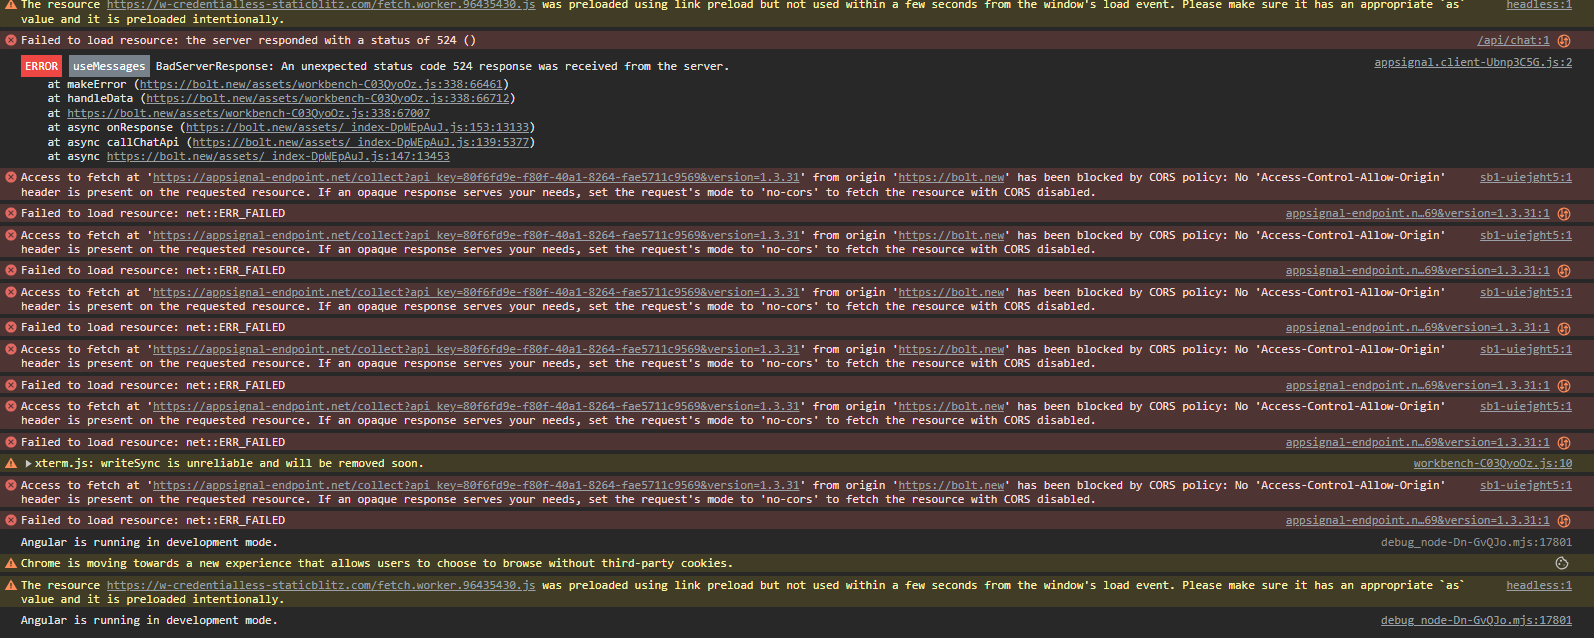 The resource https://w-credentialless-staticblitz.com/fetch.worker.96435430.js was preloaded using link preload but not used within a few seconds from the window's load event. Please make sure it has an appropriate `as` headless:1
value and it is preloaded intentionally.
Failed to load resource: the server responded with a status of 524 () /api/chat:1
ERROR useMessages BadServerResponse: An unexpected status code 524 response was received from the server. appsignal.client-Ubnp3C5G.js:2
at makeError (https://bolt.new/assets/workbench-C03QyoOz.js:338:66461)
at handleData (https://bolt.new/assets/workbench-C03QyoOz.js:338:66712)
at https://bolt.new/assets/workbench-C03QyoOz.js:338:67007
at async onResponse (https://bolt.new/assets/_index-DpWEpAuJ.js:153:13133)
at async callChatApi (https://bolt.new/assets/_index-DpWEpAuJ.js:139:5377)
at async https://bolt.new/assets/_index-DpWEpAuJ.js:147:13453
Access to fetch at 'https://appsignal-endpoint.net/collect?api_key=80f6fd9e-f80f-40a1-8264-fae5711c9569&version=1.3.31' from origin 'https://bolt.new' has been blocked by CORS policy: No 'Access-Control-Allow-Origin' sb1-uiejght5:1
header is present on the requested resource. If an opaque response serves your needs, set the request's mode to 'no-cors' to fetch the resource with CORS disabled.
Failed to load resource: net::ERR_FAILED appsignal-endpoint.n…69&version=1.3.31:1
Access to fetch at 'https://appsignal-endpoint.net/collect?api_key=80f6fd9e-f80f-40a1-8264-fae5711c9569&version=1.3.31' from origin 'https://bolt.new' has been blocked by CORS policy: No 'Access-Control-Allow-Origin' sb1-uiejght5:1
header is present on the requested resource. If an opaque response serves your needs, set the request's mode to 'no-cors' to fetch the resource with CORS disabled.
Failed to load resource: net::ERR_FAILED appsignal-endpoint.n…69&version=1.3.31:1
Access to fetch at 'https://appsignal-endpoint.net/collect?api_key=80f6fd9e-f80f-40a1-8264-fae5711c9569&version=1.3.31' from origin 'https://bolt.new' has been blocked by CORS policy: No 'Access-Control-Allow-Origin' sb1-uiejght5:1
header is present on the requested resource. If an opaque response serves your needs, set the request's mode to 'no-cors' to fetch the resource with CORS disabled.
Failed to load resource: net::ERR_FAILED appsignal-endpoint.n…69&version=1.3.31:1
Access to fetch at 'https://appsignal-endpoint.net/collect?api_key=80f6fd9e-f80f-40a1-8264-fae5711c9569&version=1.3.31' from origin 'https://bolt.new' has been blocked by CORS policy: No 'Access-Control-Allow-Origin' sb1-uiejght5:1
header is present on the requested resource. If an opaque response serves your needs, set the request's mode to 'no-cors' to fetch the resource with CORS disabled.
Failed to load resource: net::ERR_FAILED appsignal-endpoint.n…69&version=1.3.31:1
Access to fetch at 'https://appsignal-endpoint.net/collect?api_key=80f6fd9e-f80f-40a1-8264-fae5711c9569&version=1.3.31' from origin 'https://bolt.new' has been blocked by CORS policy: No 'Access-Control-Allow-Origin' sb1-uiejght5:1
header is present on the requested resource. If an opaque response serves your needs, set the request's mode to 'no-cors' to fetch the resource with CORS disabled.
Failed to load resource: net::ERR_FAILED appsignal-endpoint.n…69&version=1.3.31:1
xterm.js: writeSync is unreliable and will be removed soon. workbench-C03QyoOz.js:10
Access to fetch at 'https://appsignal-endpoint.net/collect?api_key=80f6fd9e-f80f-40a1-8264-fae5711c9569&version=1.3.31' from origin 'https://bolt.new' has been blocked by CORS policy: No 'Access-Control-Allow-Origin' sb1-uiejght5:1
header is present on the requested resource. If an opaque response serves your needs, set the request's mode to 'no-cors' to fetch the resource with CORS disabled.
Failed to load resource: net::ERR_FAILED appsignal-endpoint.n…69&version=1.3.31:1
Angular is running in development mode. debug_node-Dn-GvQJo.mjs:17801
Chrome is moving towards a new experience that allows users to choose to browse without third-party cookies.
The resource https://w-credentialless-staticblitz.com/fetch.worker.96435430.js was preloaded using link preload but not used within a few seconds from the window's load event. Please make sure it has an appropriate `as` headless:1
value and it is preloaded intentionally.
Angular is running in development mode. debug_node-Dn-GvQJo.mjs:17801